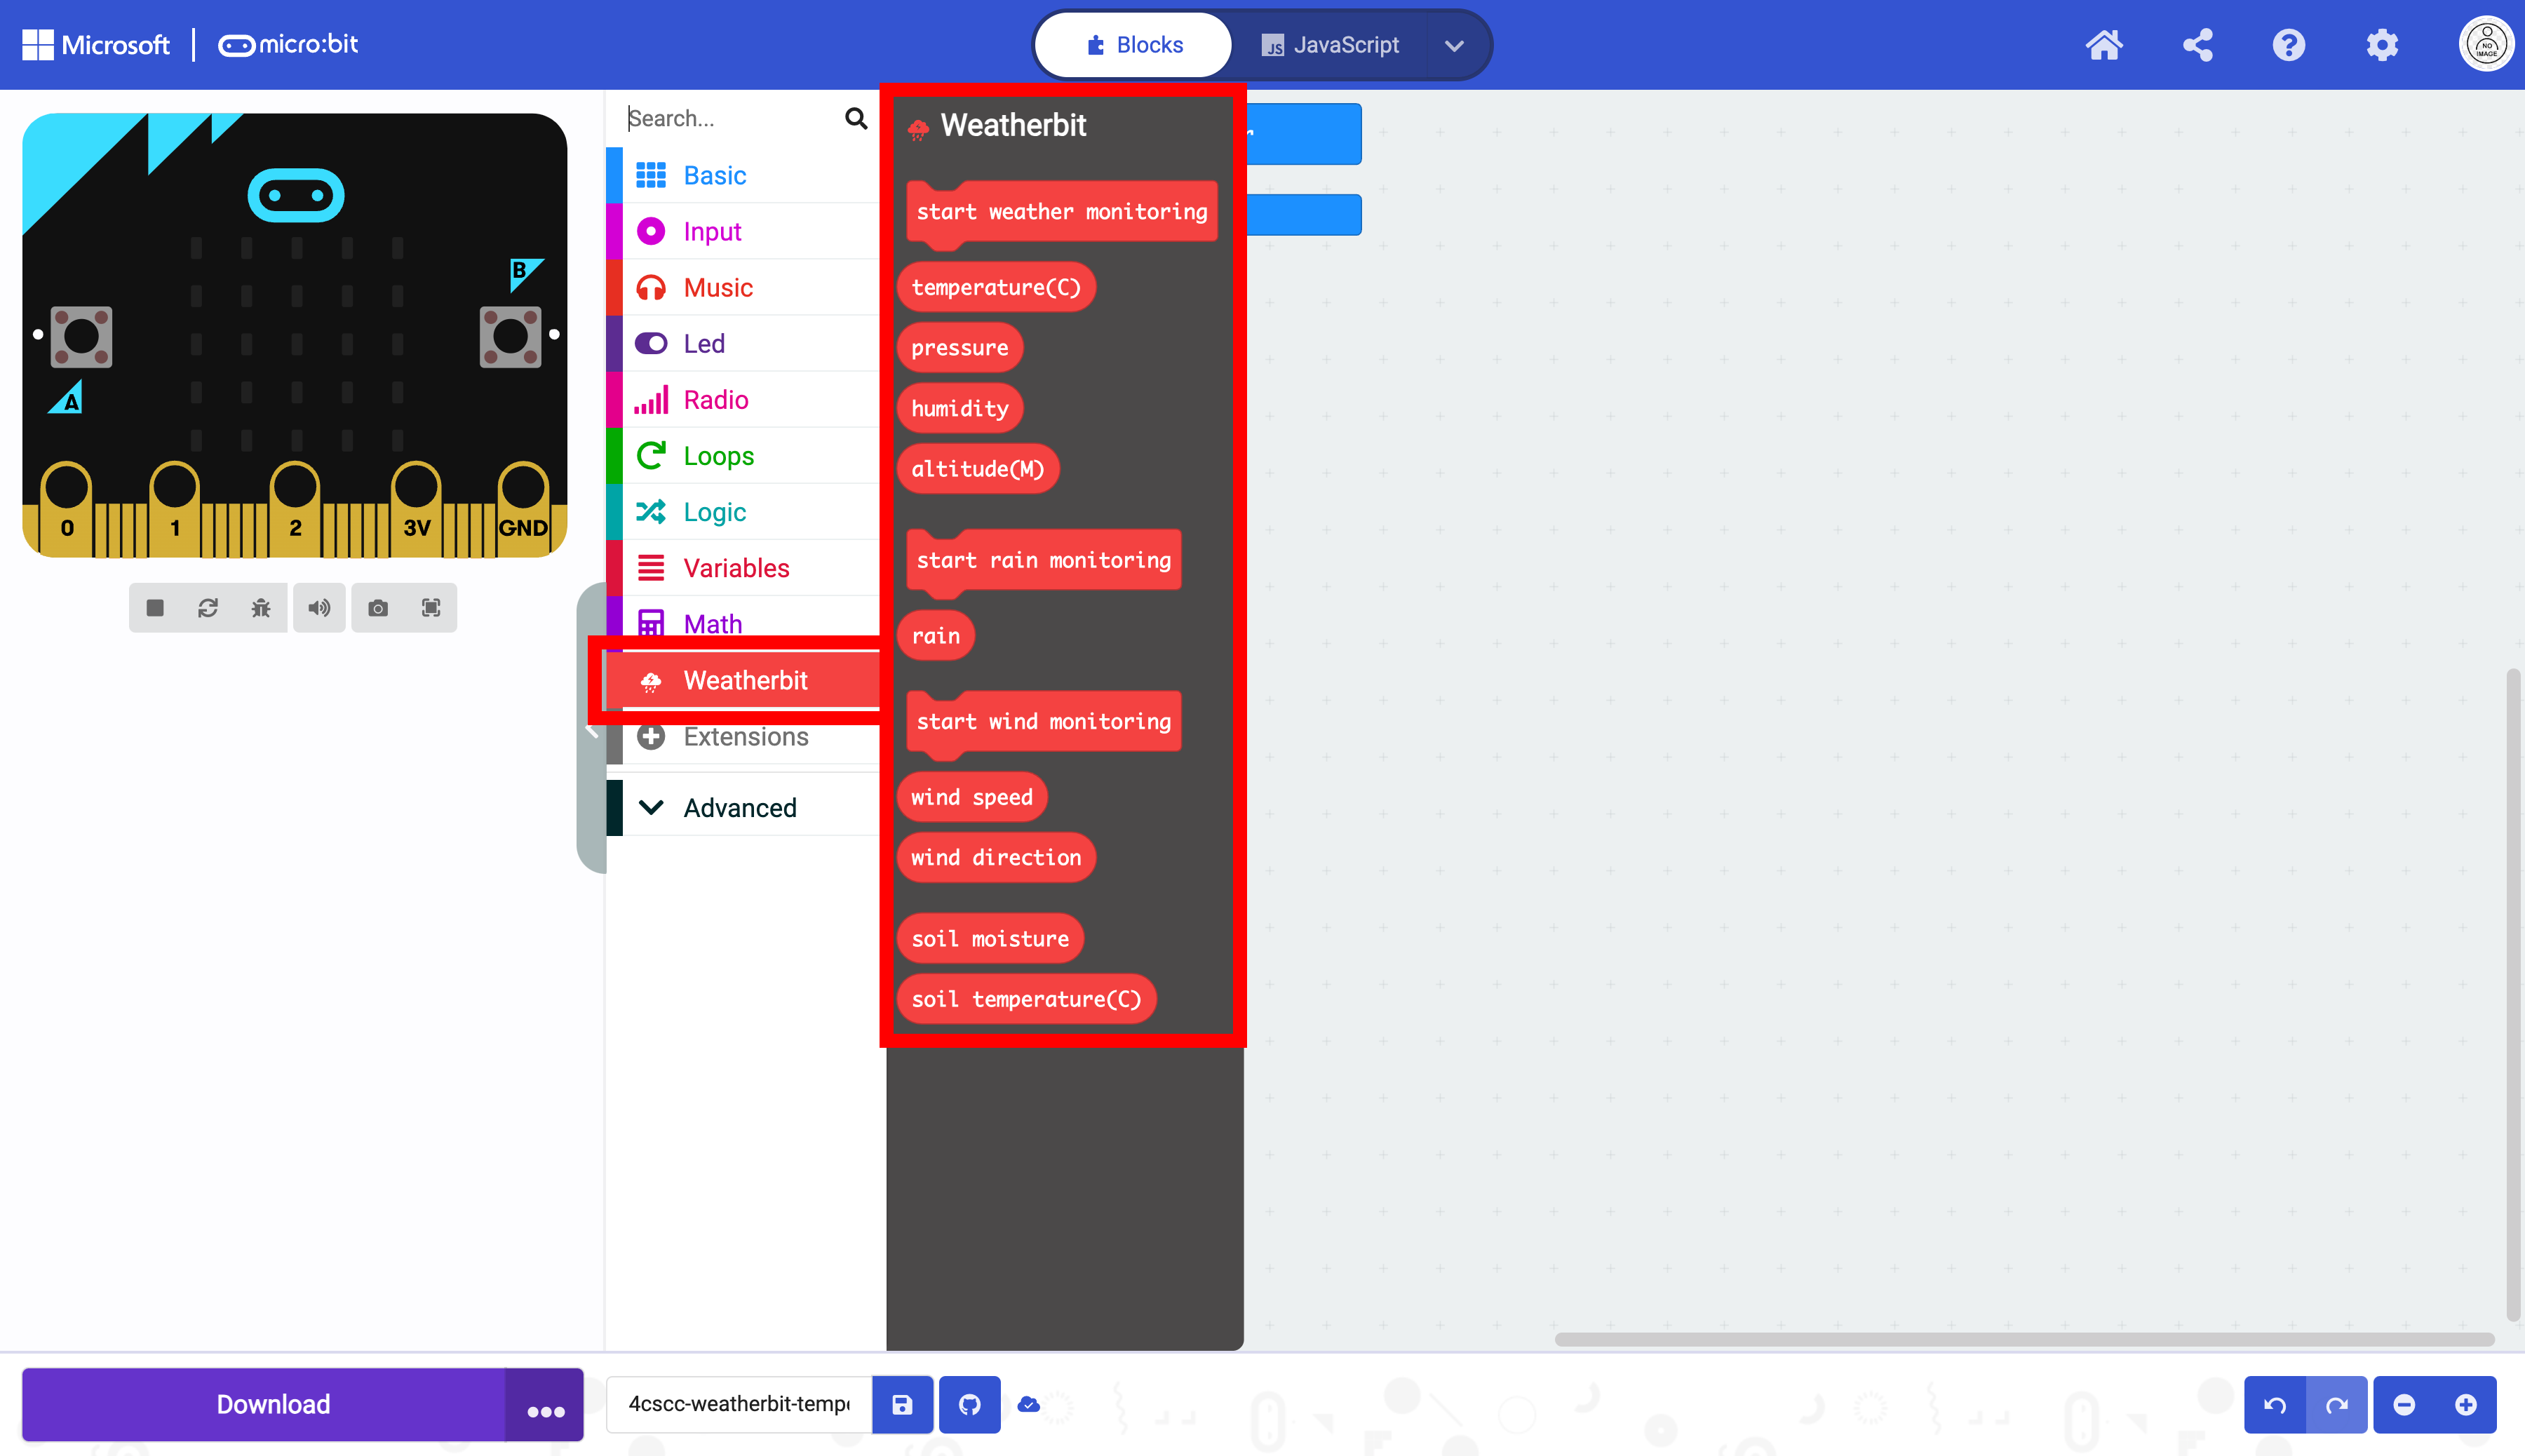 Microsoft micro:bit
Blocks JavaScript
NO
IMAGE
B
A
0 1 2 3V GND
Search...
Basic
Input
Music
Led
Radio
Loops
Logic
Variables
Math
Weatherbit
Extensions
Advanced
Weatherbit
start weather monitoring
temperature(C)
pressure
humidity
altitude(M)
start rain monitoring
rain
start wind monitoring
wind speed
wind direction
soil moisture
soil temperature(C)
Download
4cscc-weatherbit-temp